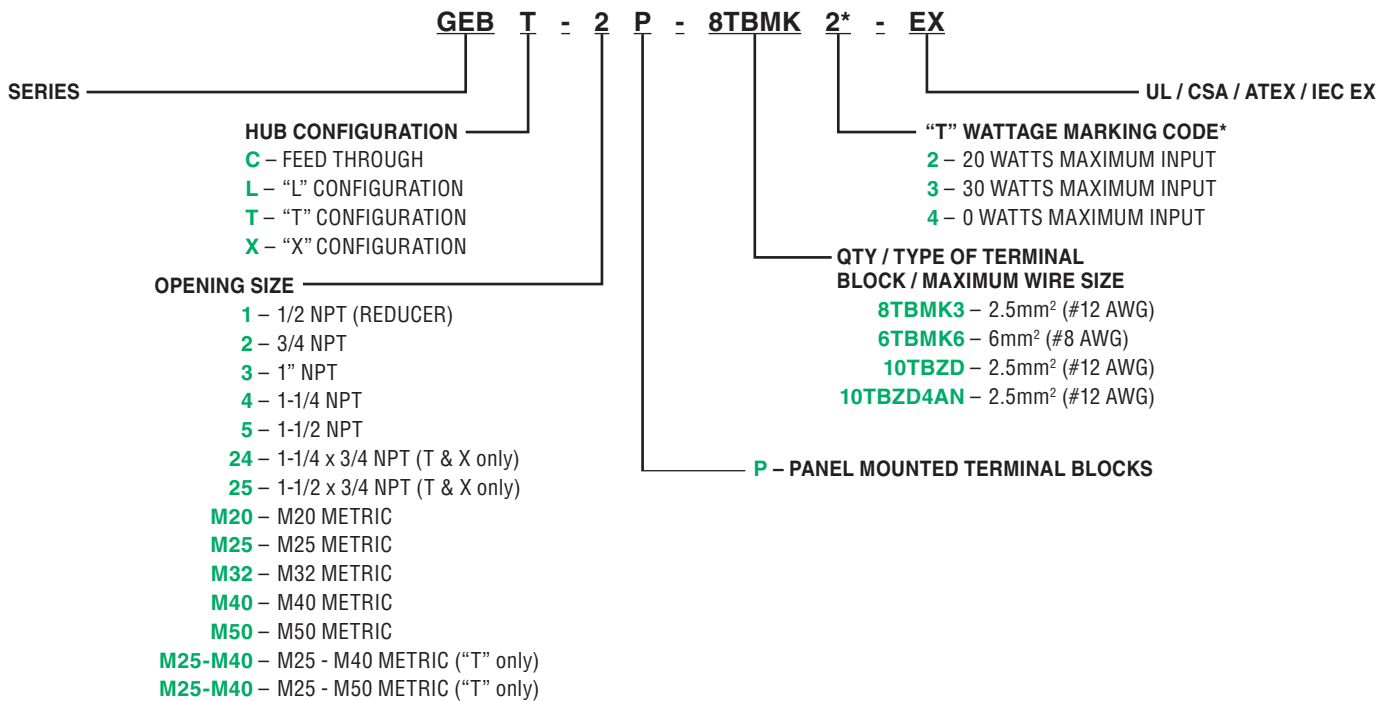 GEB T - 2 P - 8TBMK 2* - EX
SERIES
UL / CSA / ATEX / IEC EX
HUB CONFIGURATION
C – FEED THROUGH
L – “L” CONFIGURATION
T – “T” CONFIGURATION
X – “X” CONFIGURATION
“T” WATTAGE MARKING CODE*
2 – 20 WATTS MAXIMUM INPUT
3 – 30 WATTS MAXIMUM INPUT
4 – 0 WATTS MAXIMUM INPUT
OPENING SIZE
1 – 1/2 NPT (REDUCER)
2 – 3/4 NPT
3 – 1” NPT
4 – 1-1/4 NPT
5 – 1-1/2 NPT
24 – 1-1/4 x 3/4 NPT (T & X only)
25 – 1-1/2 x 3/4 NPT (T & X only)
M20 – M20 METRIC
M25 – M25 METRIC
M32 – M32 METRIC
M40 – M40 METRIC
M50 – M50 METRIC
M25-M40 – M25 - M40 METRIC (“T” only)
M25-M40 – M25 - M50 METRIC (“T” only)
QTY / TYPE OF TERMINAL
BLOCK / MAXIMUM WIRE SIZE
8TBMK3 – 2.5mm² (#12 AWG)
6TBMK6 – 6mm² (#8 AWG)
10TBZD – 2.5mm² (#12 AWG)
10TBZD4AN – 2.5mm² (#12 AWG)
P – PANEL MOUNTED TERMINAL BLOCKS